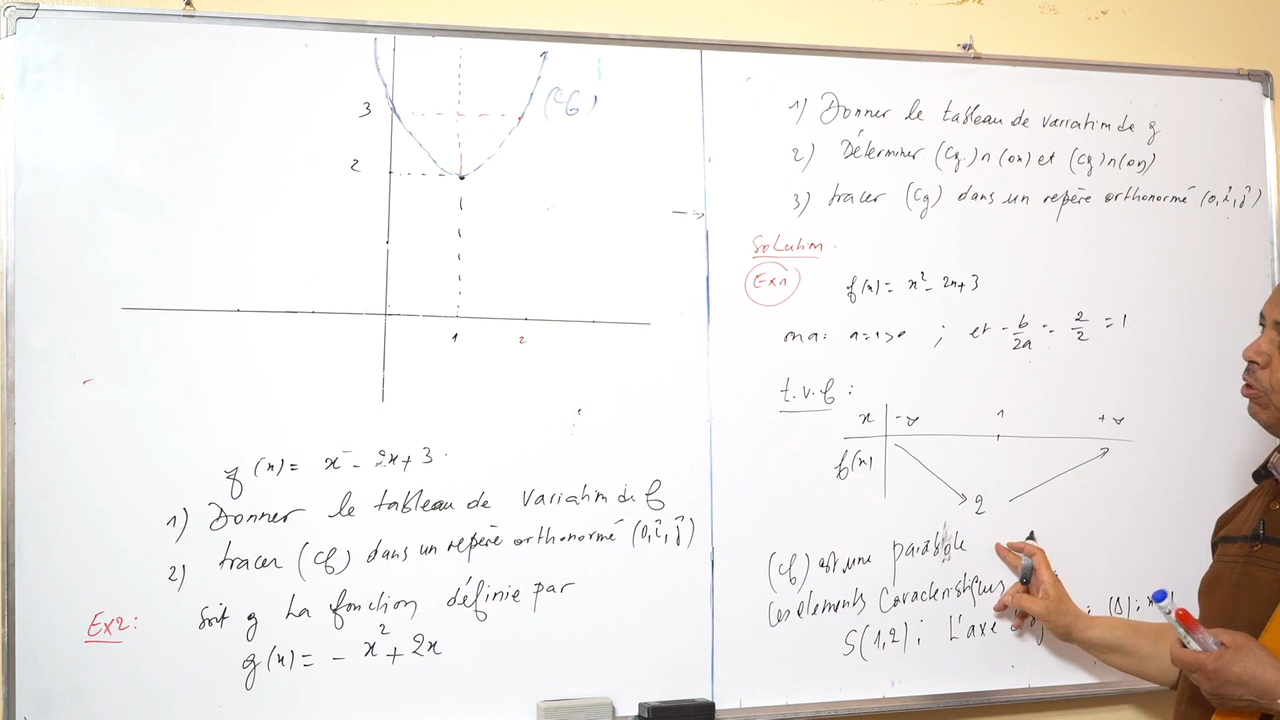 3
(Cf)
2
1
2
f(x) = x² - 2x + 3.
1) Donner le tableau de variation de f
2) tracer (Cf) dans un repère orthonormé (0, i, j)
Ex2: Soit g la fonction définie par
g(x) = - x² + 2x
1) Donner le tableau de variation de g
2) Déterminer (Cg) ∩ (ox) et (Cg) ∩ (oy)
3) tracer (Cg) dans un repère orthonormé (0, i, j)
Solution.
Ex1 f(x) = x² - 2x + 3
on a: a = 1 > 0 ; et - b/2a = 2/2 = 1
t.v.f :
x -∞ 1 +∞
f(x)
2
(Cf) est une parabole
Les elements Caracteristiques
S(1,2) ; L'axe (Δ) : x